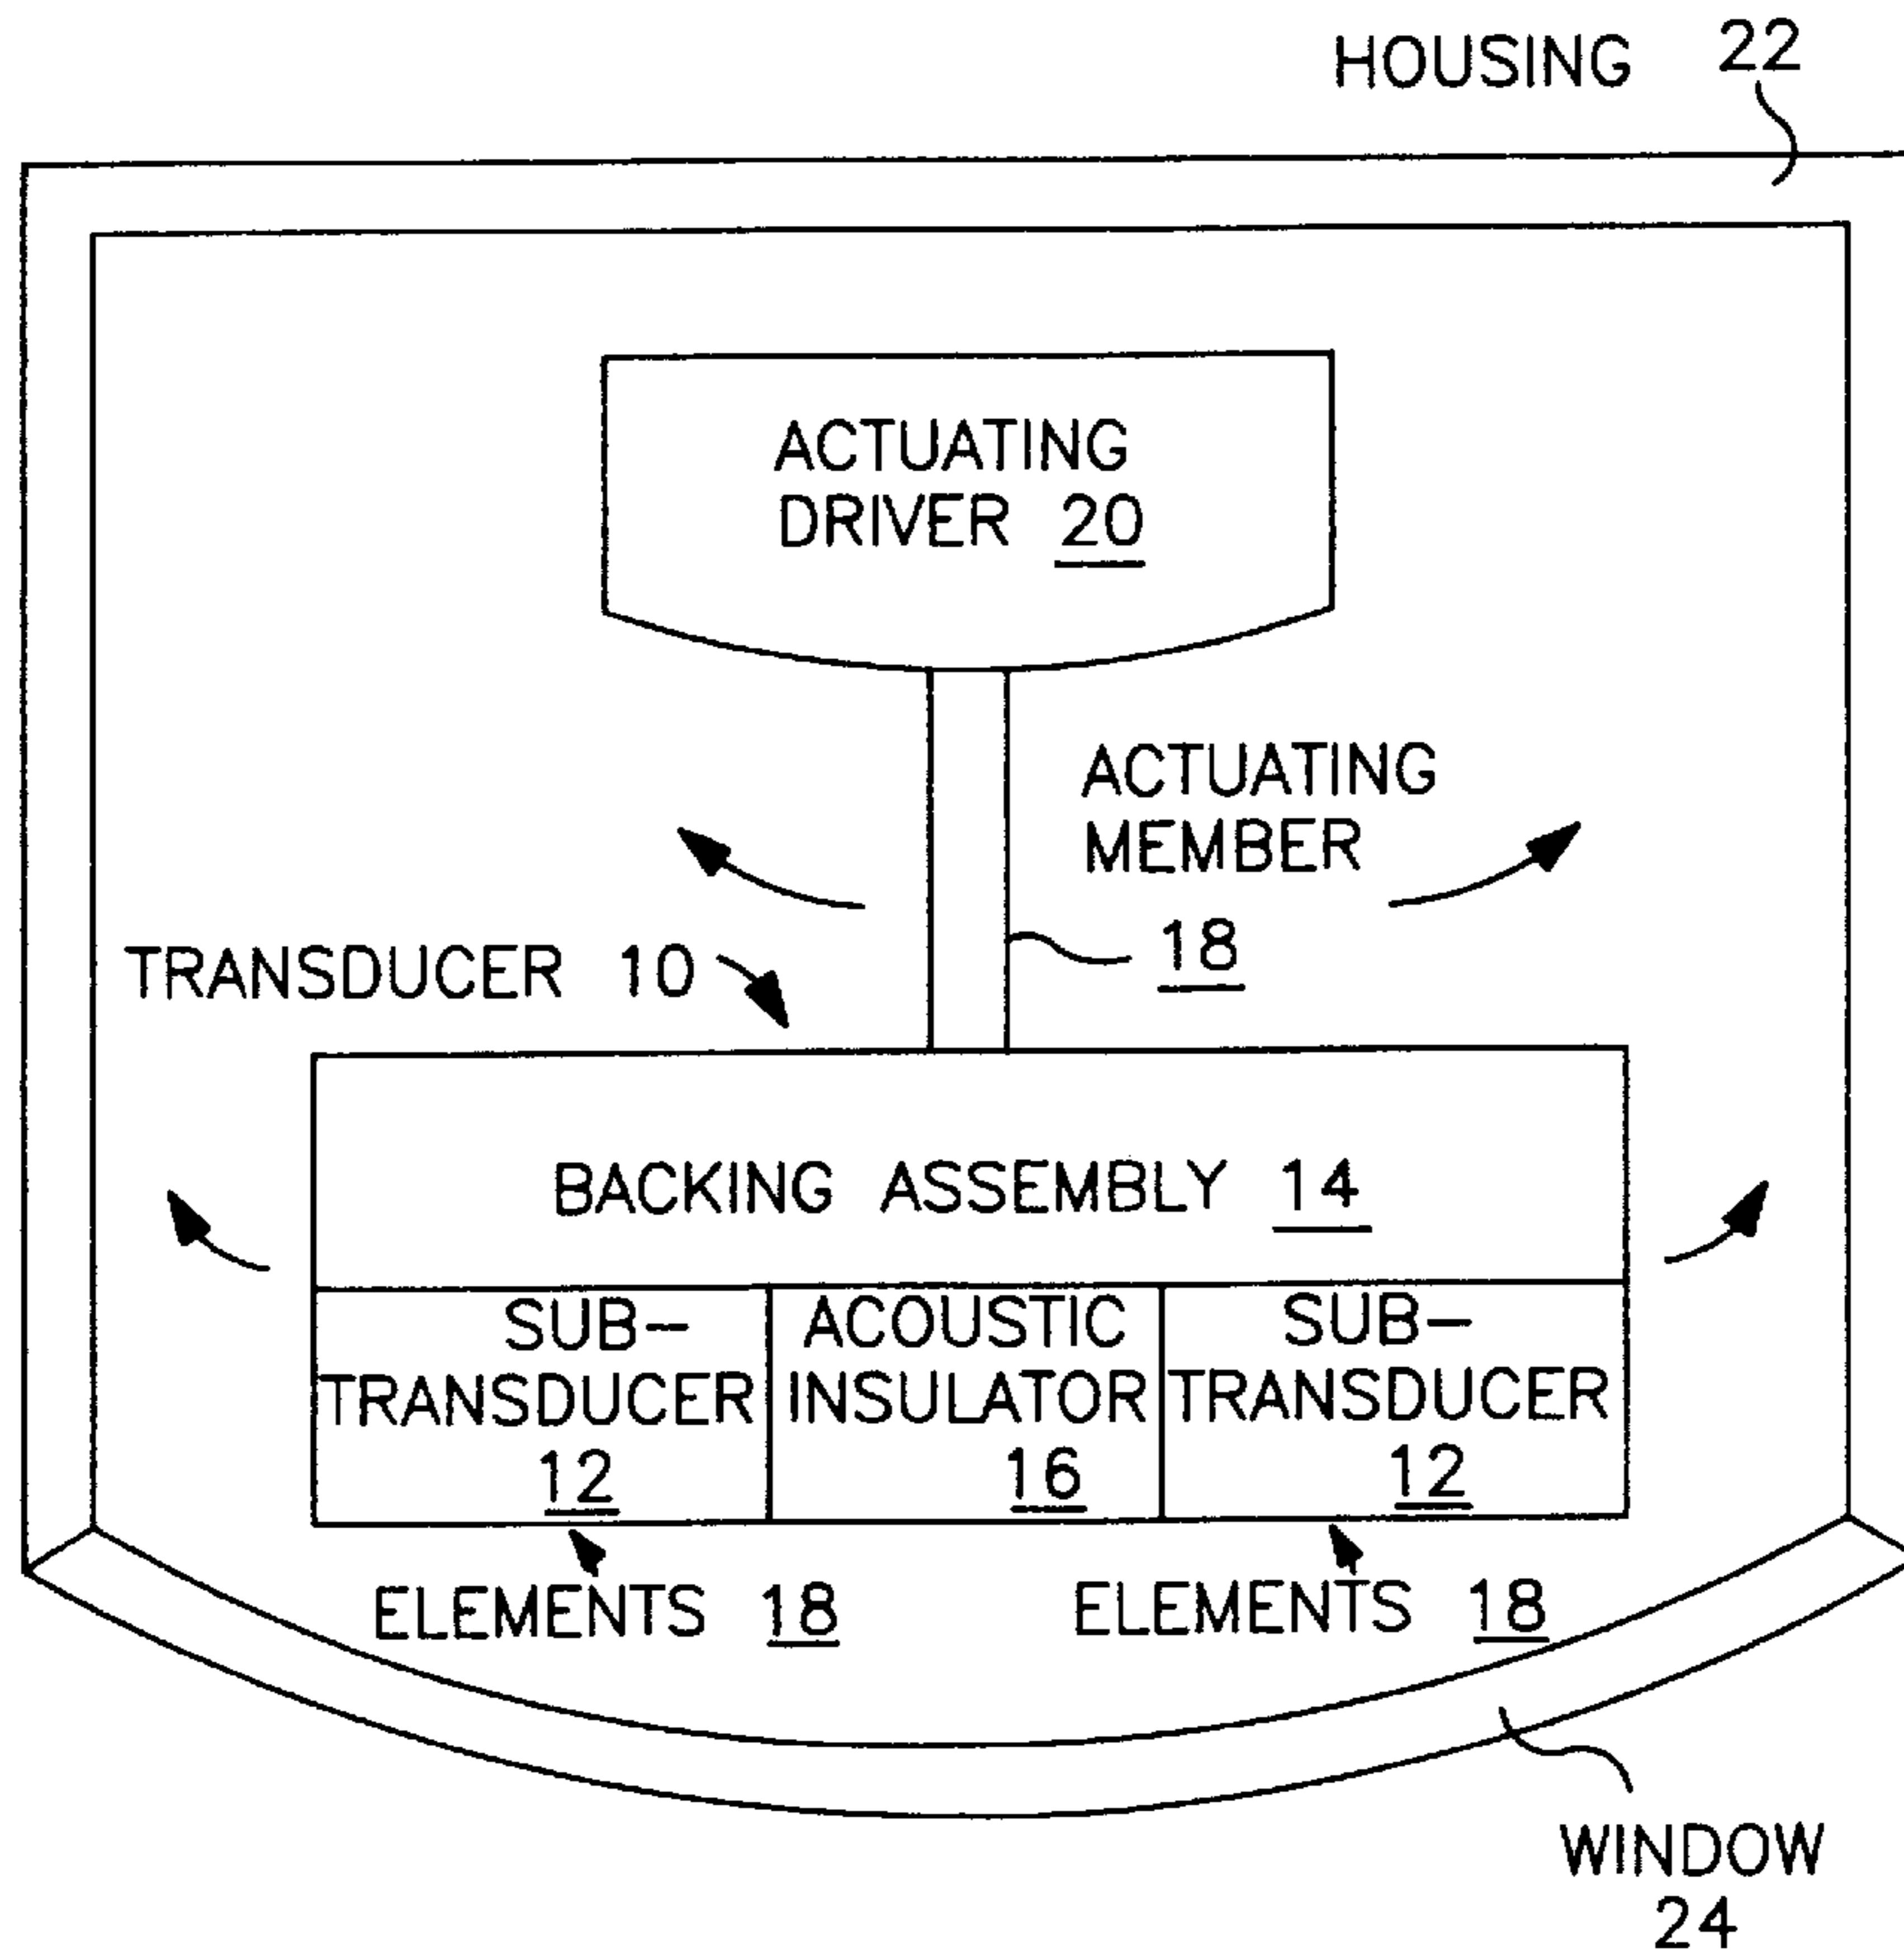 HOUSING 22
ACTUATING
DRIVER 20
ACTUATING
MEMBER
18
TRANSDUCER 10
BACKING ASSEMBLY 14
SUB-
TRANSDUCER
12
ACOUSTIC
INSULATOR
16
SUB-
TRANSDUCER
12
ELEMENTS 18
ELEMENTS 18
WINDOW
24